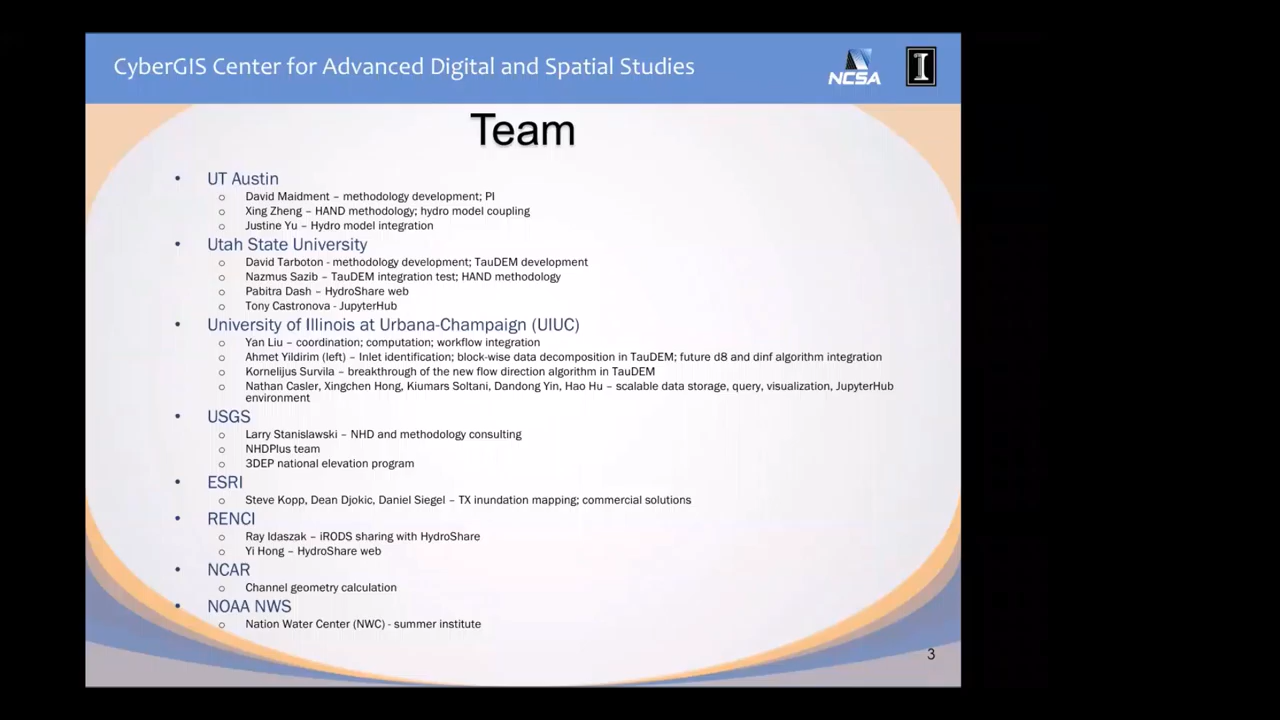 CyberGIS Center for Advanced Digital and Spatial Studies
NCSA
I
Team
• UT Austin
o David Maidment – methodology development; PI
o Xing Zheng – HAND methodology; hydro model coupling
o Justine Yu – Hydro model integration
• Utah State University
o David Tarboton - methodology development; TauDEM development
o Nazmus Sazib – TauDEM integration test; HAND methodology
o Pabitra Dash – HydroShare web
o Tony Castronova - JupyterHub
• University of Illinois at Urbana-Champaign (UIUC)
o Yan Liu – coordination; computation; workflow integration
o Ahmet Yildirim (left) – Inlet identification; block-wise data decomposition in TauDEM; future d8 and dinf algorithm integration
o Kornelijus Survila – breakthrough of the new flow direction algorithm in TauDEM
o Nathan Casler, Xingchen Hong, Kiumars Soltani, Dandong Yin, Hao Hu – scalable data storage, query, visualization, JupyterHub
environment
• USGS
o Larry Stanislawski – NHD and methodology consulting
o NHDPlus team
o 3DEP national elevation program
• ESRI
o Steve Kopp, Dean Djokic, Daniel Siegel – TX inundation mapping; commercial solutions
• RENCI
o Ray Idaszak – iRODS sharing with HydroShare
o Yi Hong – HydroShare web
• NCAR
o Channel geometry calculation
• NOAA NWS
o Nation Water Center (NWC) - summer institute
3